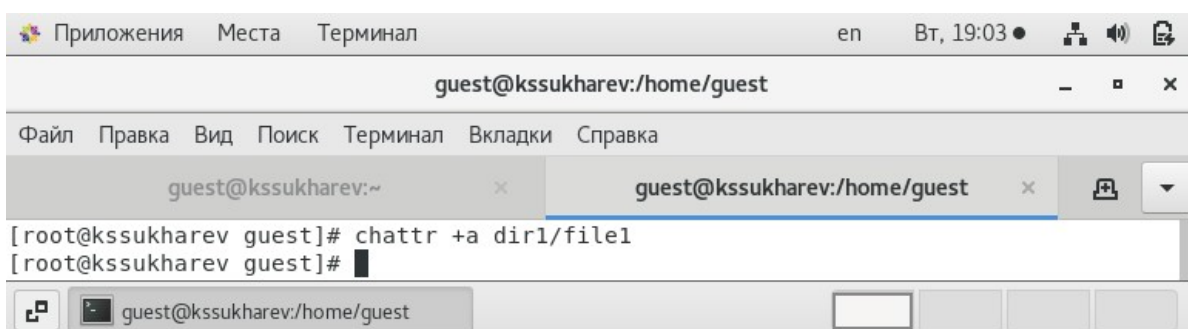 Приложения Места Терминал en Вт, 19:03
guest@kssukharev:/home/guest
Файл Правка Вид Поиск Терминал Вкладки Справка
guest@kssukharev:~ guest@kssukharev:/home/guest
[root@kssukharev guest]# chattr +a dir1/file1
[root@kssukharev guest]#
guest@kssukharev:/home/guest